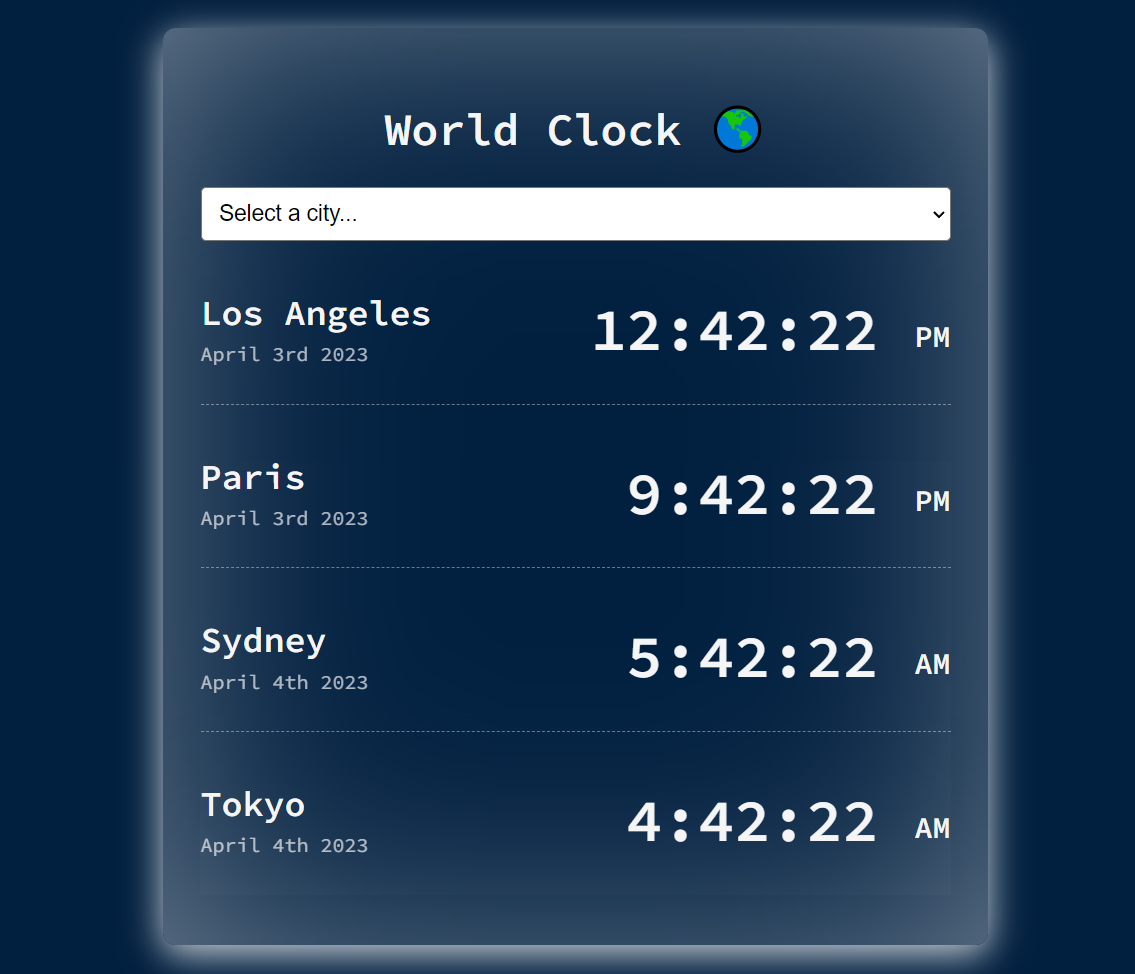 World Clock
Select a city...
Los Angeles
April 3rd 2023
12:42:22 PM
Paris
April 3rd 2023
9:42:22 PM
Sydney
April 4th 2023
5:42:22 AM
Tokyo
April 4th 2023
4:42:22 AM